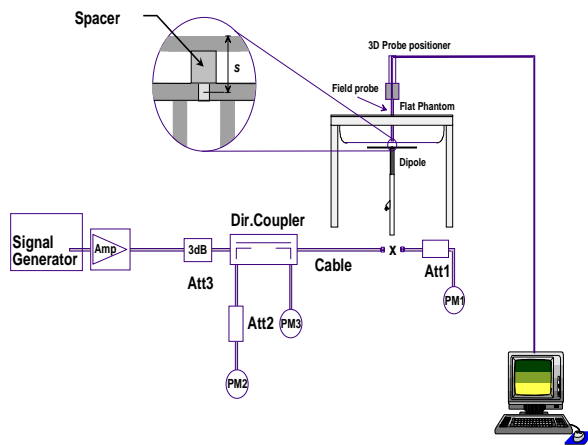 Spacer
s
3D Probe positioner
Field probe
Flat Phantom
Dipole
Dir.Coupler
Signal
Generator
Amp
3dB
Att3
Cable
x
Att1
PM1
Att2
PM3
PM2